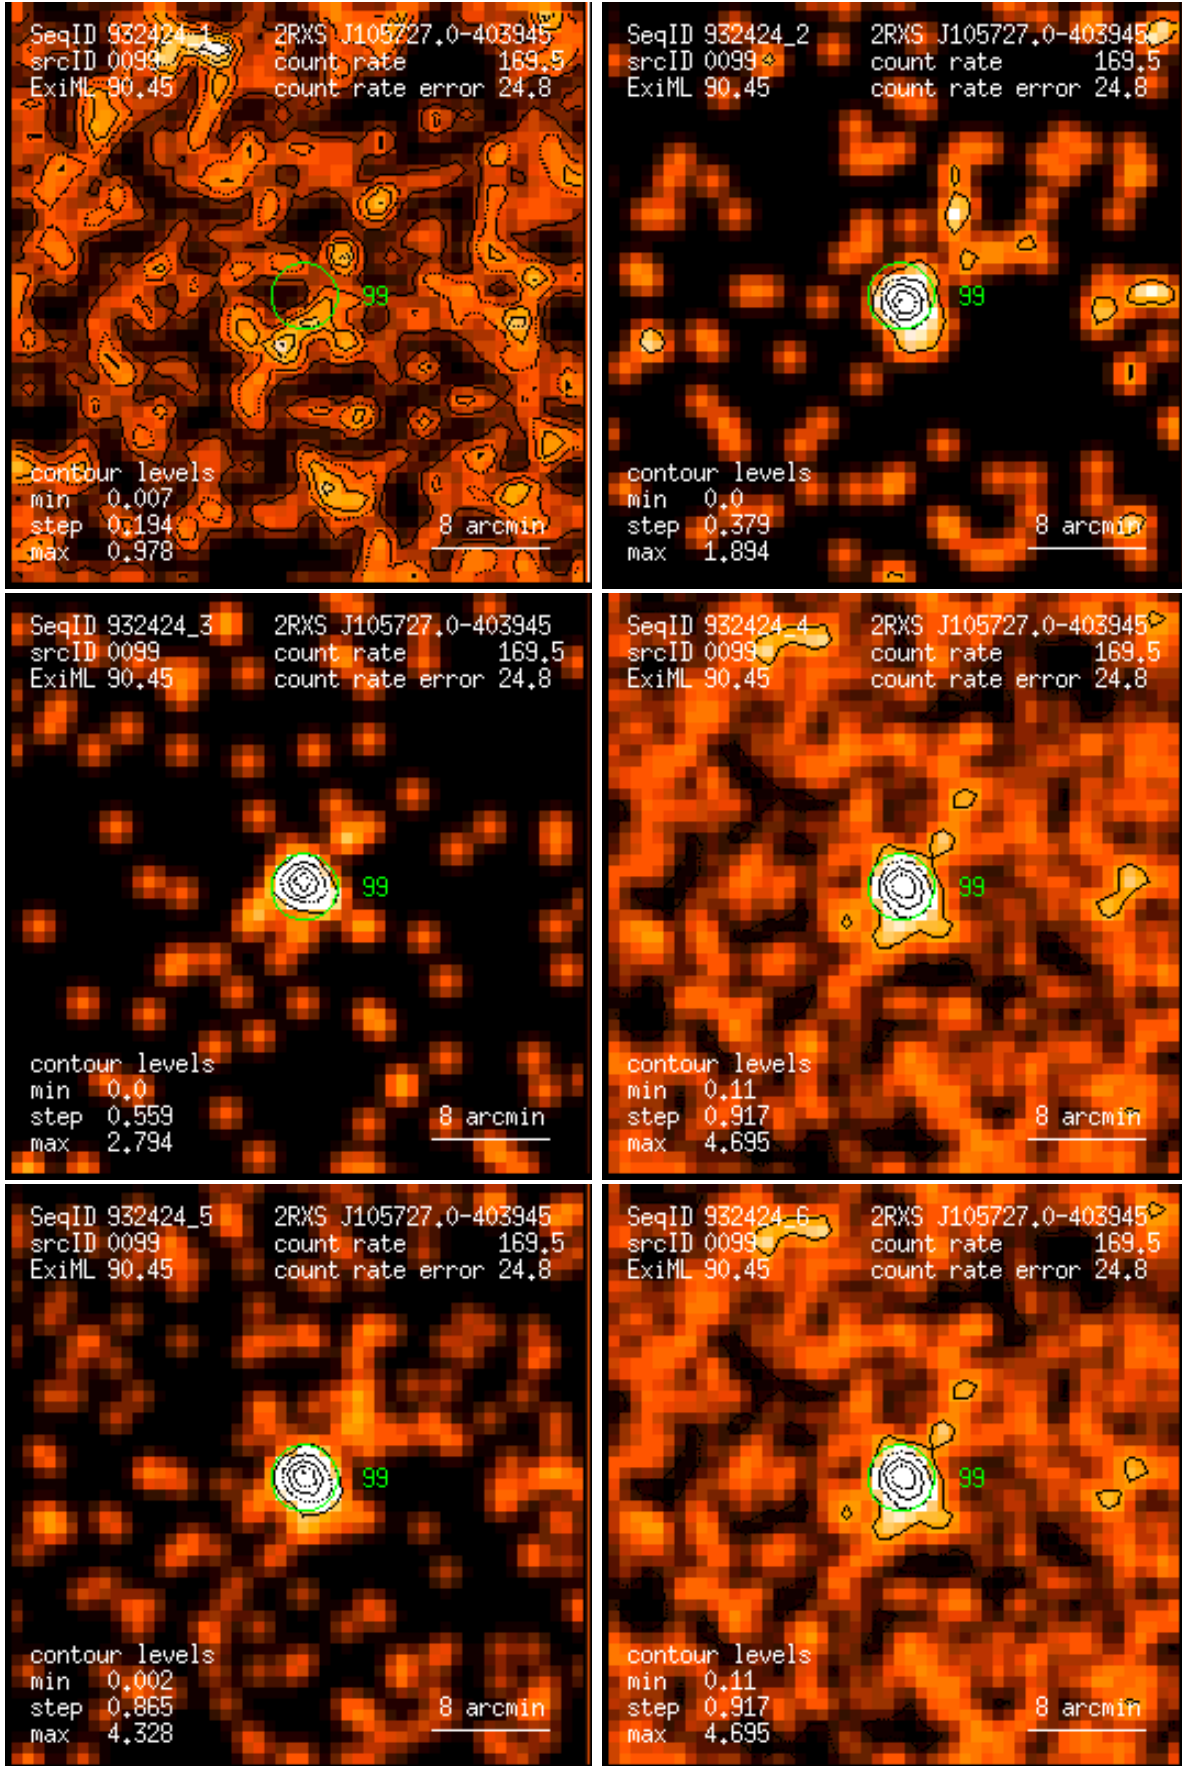 SeqID 932424_1 2RXS J105727.0-403945
srcID 0099 count rate 169.5
ExiML 90.45 count rate error 24.8
99
contour levels
min 0.007
step 0.194 8 arcmin
max 0.978
SeqID 932424_2 2RXS J105727.0-403945
srcID 0099 count rate 169.5
ExiML 90.45 count rate error 24.8
99
contour levels
min 0.0
step 0.379 8 arcmin
max 1.894
SeqID 932424_3 2RXS J105727.0-403945
srcID 0099 count rate 169.5
ExiML 90.45 count rate error 24.8
99
contour levels
min 0.0
step 0.559 8 arcmin
max 2.794
SeqID 932424_4 2RXS J105727.0-403945
srcID 0099 count rate 169.5
ExiML 90.45 count rate error 24.8
99
contour levels
min 0.11
step 0.917 8 arcmin
max 4.695
SeqID 932424_5 2RXS J105727.0-403945
srcID 0099 count rate 169.5
ExiML 90.45 count rate error 24.8
99
contour levels
min 0.002
step 0.865 8 arcmin
max 4.328
SeqID 932424_6 2RXS J105727.0-403945
srcID 0099 count rate 169.5
ExiML 90.45 count rate error 24.8
99
contour levels
min 0.11
step 0.917 8 arcmin
max 4.695